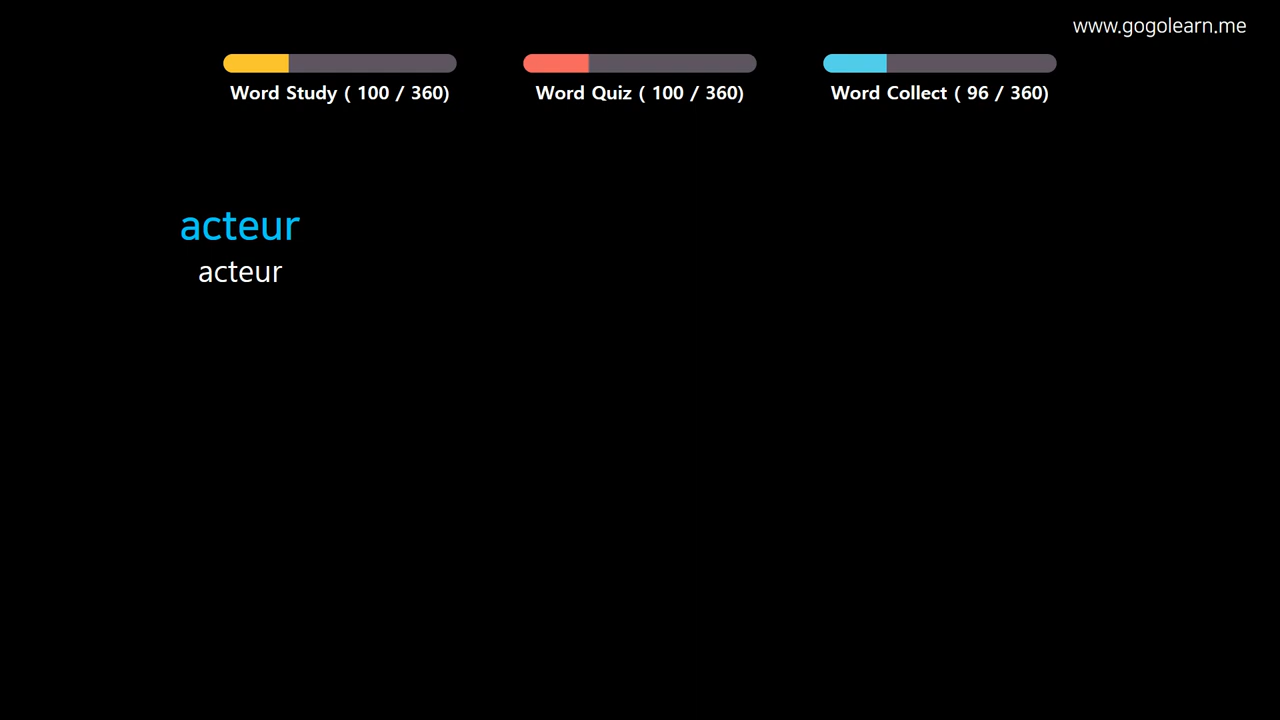 www.gogolearn.me
Word Study ( 100 / 360)
Word Quiz ( 100 / 360)
Word Collect ( 96 / 360)
acteur
acteur